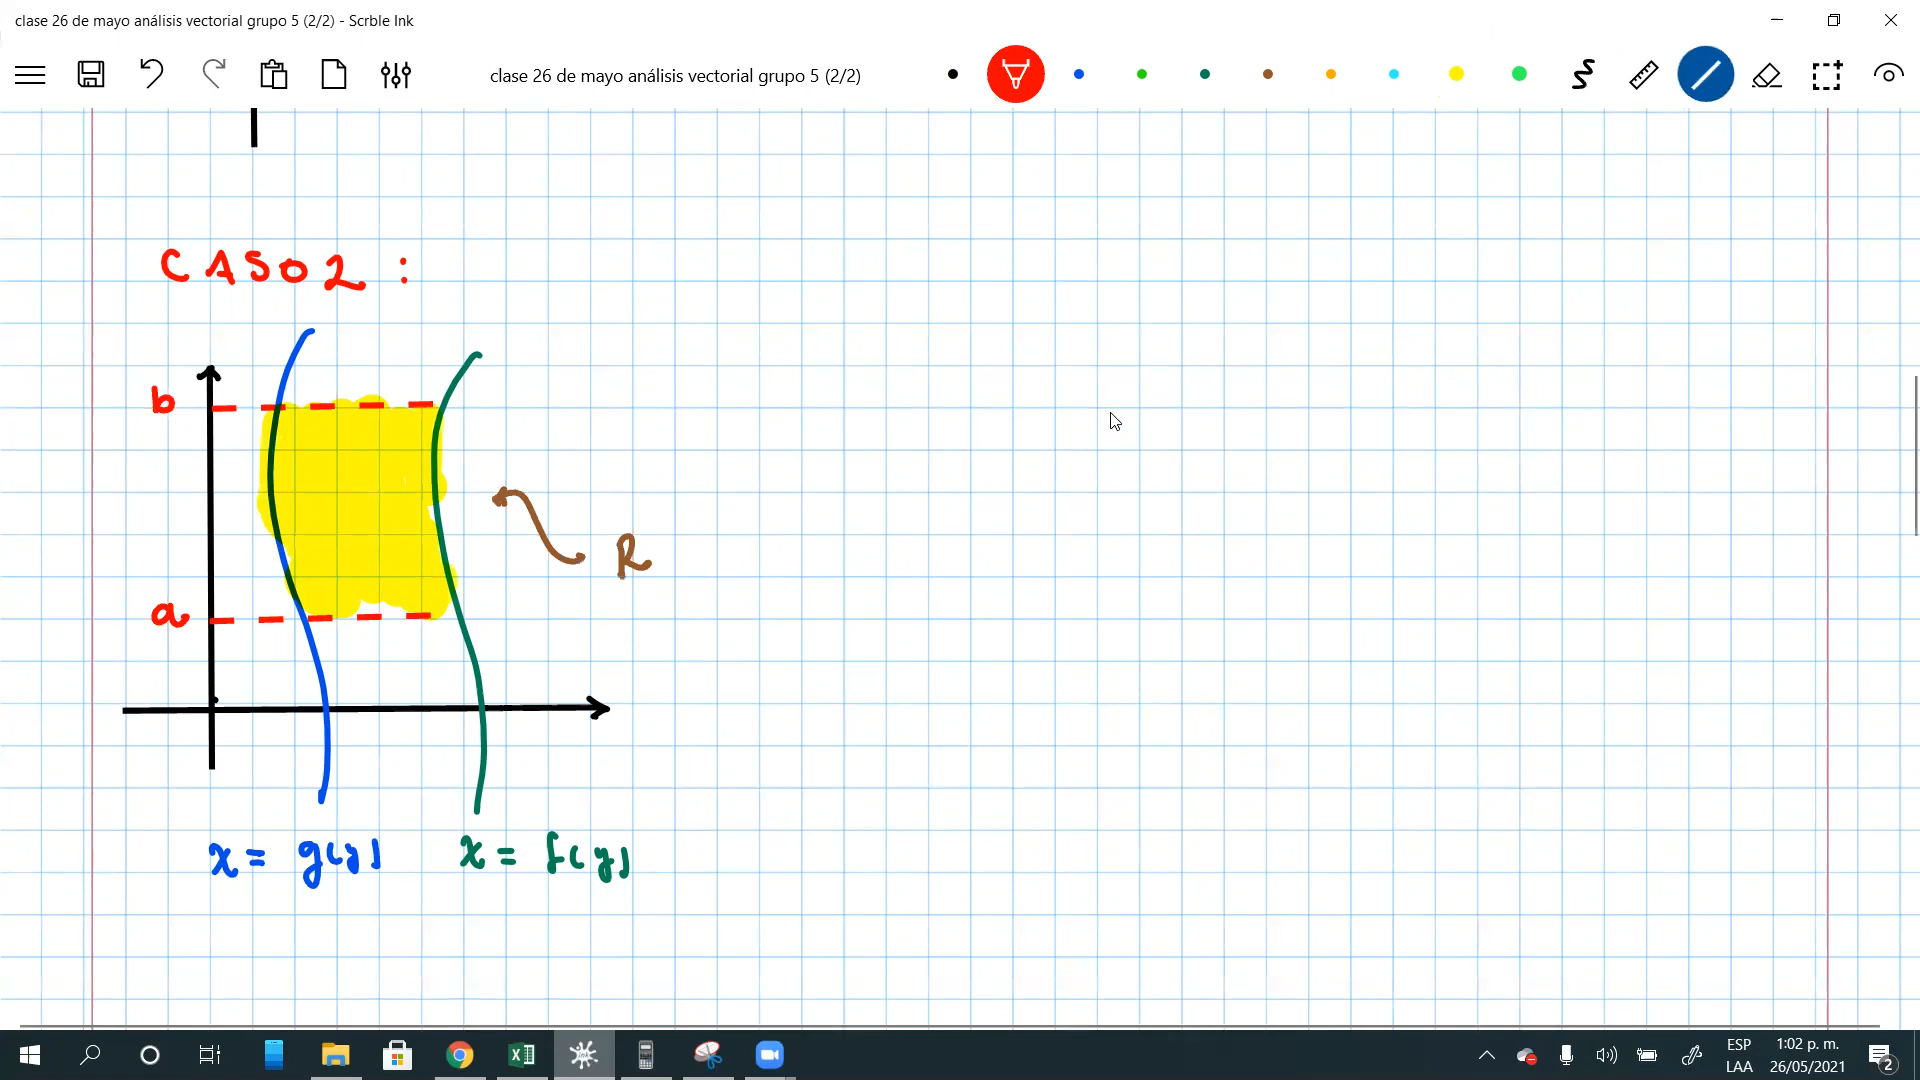 clase 26 de mayo análisis vectorial grupo 5 (2/2) - Scrble Ink
clase 26 de mayo análisis vectorial grupo 5 (2/2)
CASO2 :
b
R
a
x = g(y) x = f(y)
ESP 1:02 p. m.
LAA 26/05/2021
2